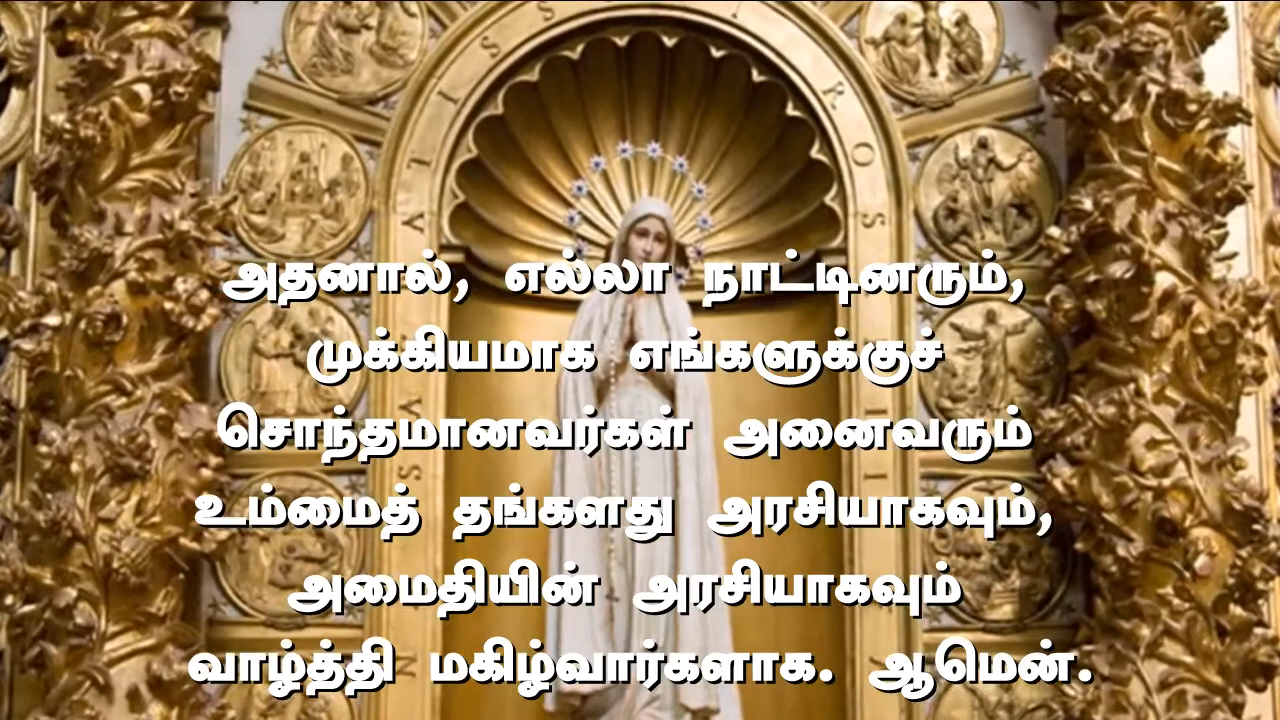 அதனால், எல்லா நாட்டினரும்,
முக்கியமாக எங்களுக்குச்
சொந்தமானவர்கள் அனைவரும்
உம்மைத் தங்களது அரசியாகவும்,
அமைதியின் அரசியாகவும்
வாழ்த்தி மகிழ்வார்களாக. ஆமென்.